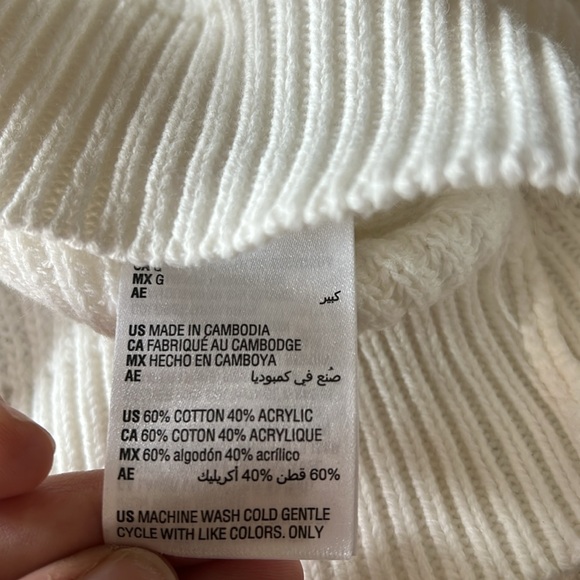 MX G
AE كبير
US MADE IN CAMBODIA
CA FABRIQUÉ AU CAMBODGE
MX HECHO EN CAMBOYA
AE صُنع في كمبوديا
US 60% COTTON 40% ACRYLIC
CA 60% COTON 40% ACRYLIQUE
MX 60% algodón 40% acrílico
AE 60% قطن 40% أكريليك
US MACHINE WASH COLD GENTLE
CYCLE WITH LIKE COLORS. ONLY